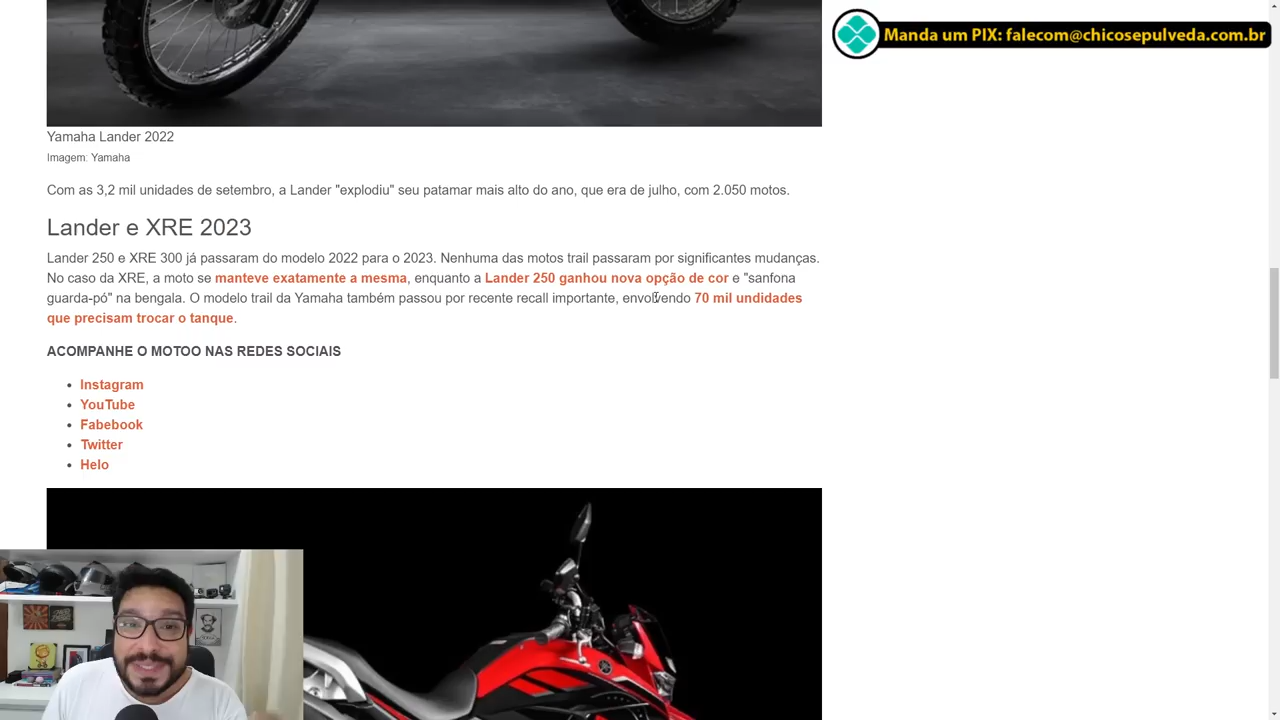 Manda um PIX: falecom@chicosepulveda.com.br
Yamaha Lander 2022
Imagem: Yamaha
Com as 3,2 mil unidades de setembro, a Lander "explodiu" seu patamar mais alto do ano, que era de julho, com 2.050 motos.
Lander e XRE 2023
Lander 250 e XRE 300 já passaram do modelo 2022 para o 2023. Nenhuma das motos trail passaram por significantes mudanças.
No caso da XRE, a moto se manteve exatamente a mesma, enquanto a Lander 250 ganhou nova opção de cor e "sanfona
guarda-pó" na bengala. O modelo trail da Yamaha também passou por recente recall importante, envolvendo 70 mil undidades
que precisam trocar o tanque.
ACOMPANHE O MOTOO NAS REDES SOCIAIS
Instagram
YouTube
Fabebook
Twitter
Helo